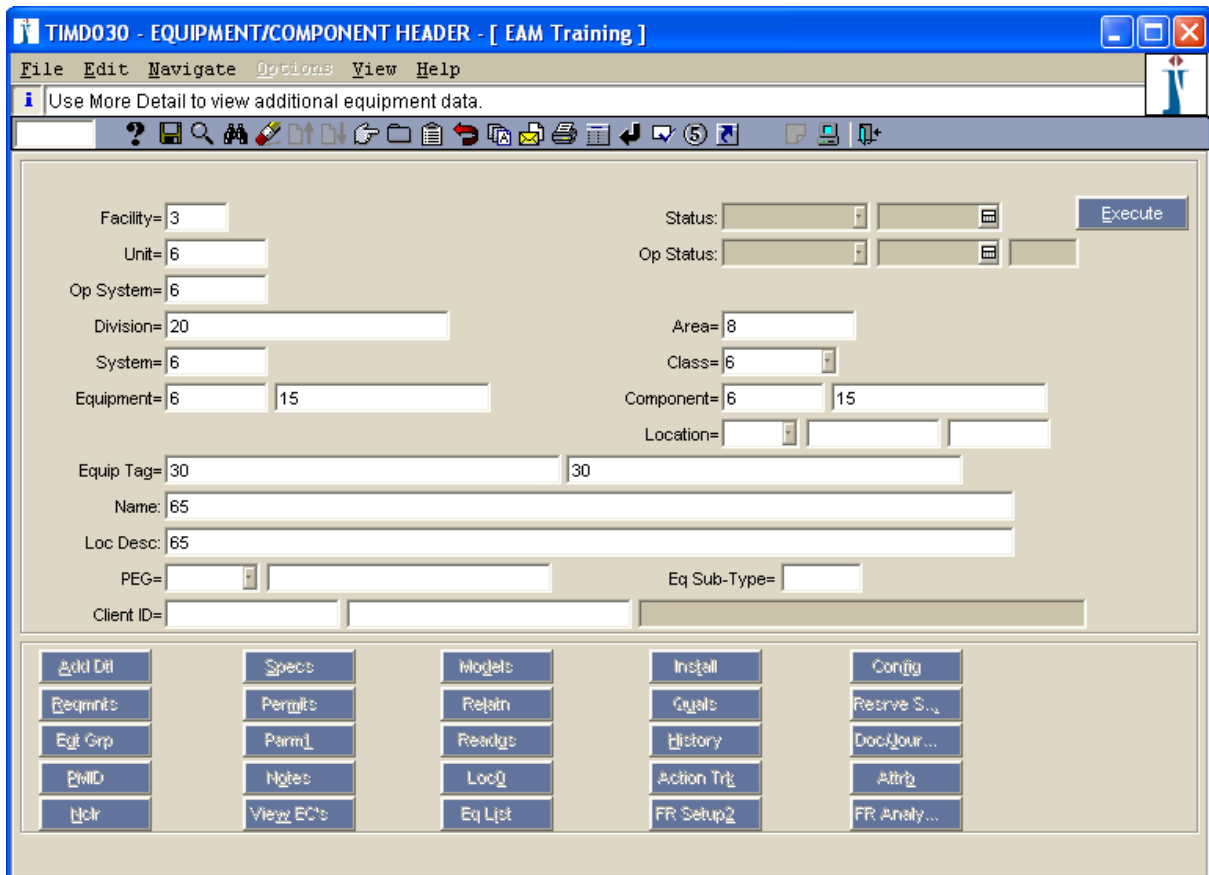 TIMD030 - EQUIPMENT/COMPONENT HEADER - [ EAM Training ]
File Edit Navigate Options View Help
Use More Detail to view additional equipment data.
Facility= 3 Status: Execute
Unit= 6 Op Status:
Op System= 6
Division= 20 Area= 8
System= 6 Class= 6
Equipment= 6 15 Component= 6 15
Location=
Equip Tag= 30 30
Name: 65
Loc Desc: 65
PEG= Eq Sub-Type=
Client ID=
Add Dtl Specs Models Install Config
Reqmnts Permits Relatn Quals Resrve S...
Eqt Grp Parm1 Readgs History Doc/Jour...
PMID Notes Loc0 Action Trk Attrb
Nclr View EC's Eq List FR Setup2 FR Analy...